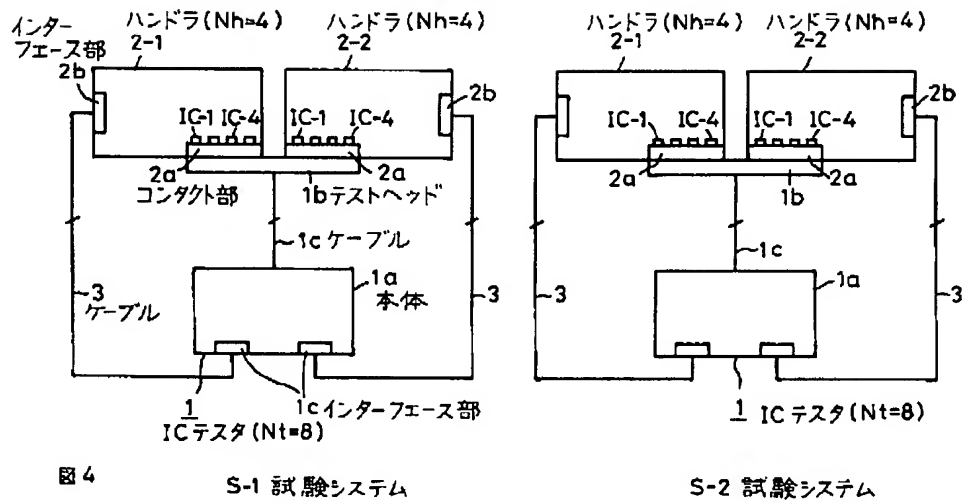 ハンドラ(Nh=4)
2-1
ハンドラ(Nh=4)
2-2
インター
フェース部
2b
2b
IC-1
IC-4
IC-1
IC-4
2a
コンタクト部
2a
1bテストヘッド
1cケーブル
1a
本体
3
ケーブル
3
1
ICテスタ(Nt=8)
1cインターフェース部
S-1 試験システム
ハンドラ(Nh=4)
2-1
ハンドラ(Nh=4)
2-2
2b
IC-1
IC-4
IC-1
IC-4
2a
2a
1b
1c
1a
3
3
1 ICテスタ(Nt=8)
S-2 試験システム
図4